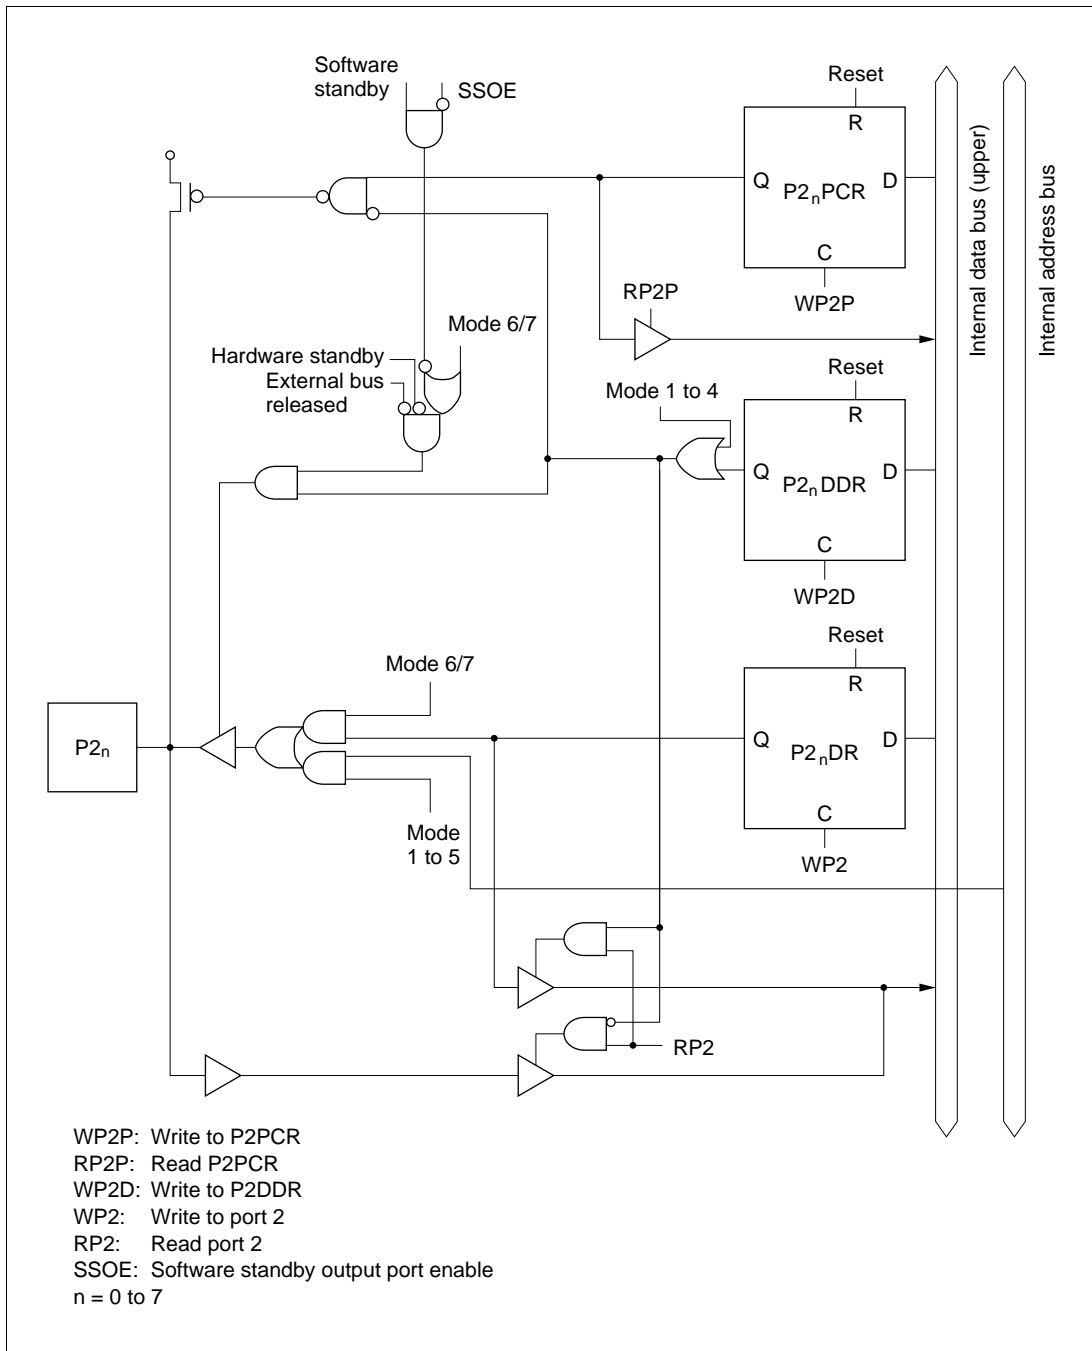 Software
standby
SSOE
Reset
R
Q
P2nPCR
D
C
WP2P
Internal data bus (upper)
Internal address bus
RP2P
Mode 6/7
Hardware standby
External bus
released
Mode 1 to 4
Reset
R
Q
P2nDDR
D
C
WP2D
Reset
R
Mode 6/7
P2n
Q
P2nDR
D
C
Mode
1 to 5
WP2
RP2
WP2P: Write to P2PCR
RP2P: Read P2PCR
WP2D: Write to P2DDR
WP2: Write to port 2
RP2: Read port 2
SSOE: Software standby output port enable
n = 0 to 7